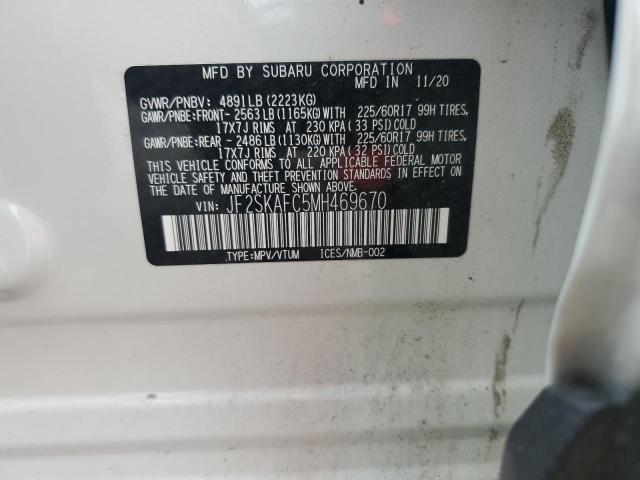 MFD BY SUBARU CORPORATION
MFD IN 11/20
GVWR/PNBV: 4891LB(2223KG)
GAWR/PNBE:FRONT- 2563LB(1165KG)WITH 225/60R17 99H TIRES,
17X7J RIMS AT 230 KPA(33 PSI)COLD
GAWR/PNBE:REAR - 2486LB(1130KG)WITH 225/60R17 99H TIRES,
17X7J RIMS AT 220 KPA(32 PSI)COLD
THIS VEHICLE CONFORMS TO ALL APPLICABLE FEDERAL MOTOR
VEHICLE SAFETY AND THEFT PREVENTION STANDARDS IN EFFECT ON
THE DATE OF MANUFACTURE SHOWN ABOVE.
VIN: JF2SKAFC5MH469670
TYPE:MPV/VTUM ICES/NMB-002